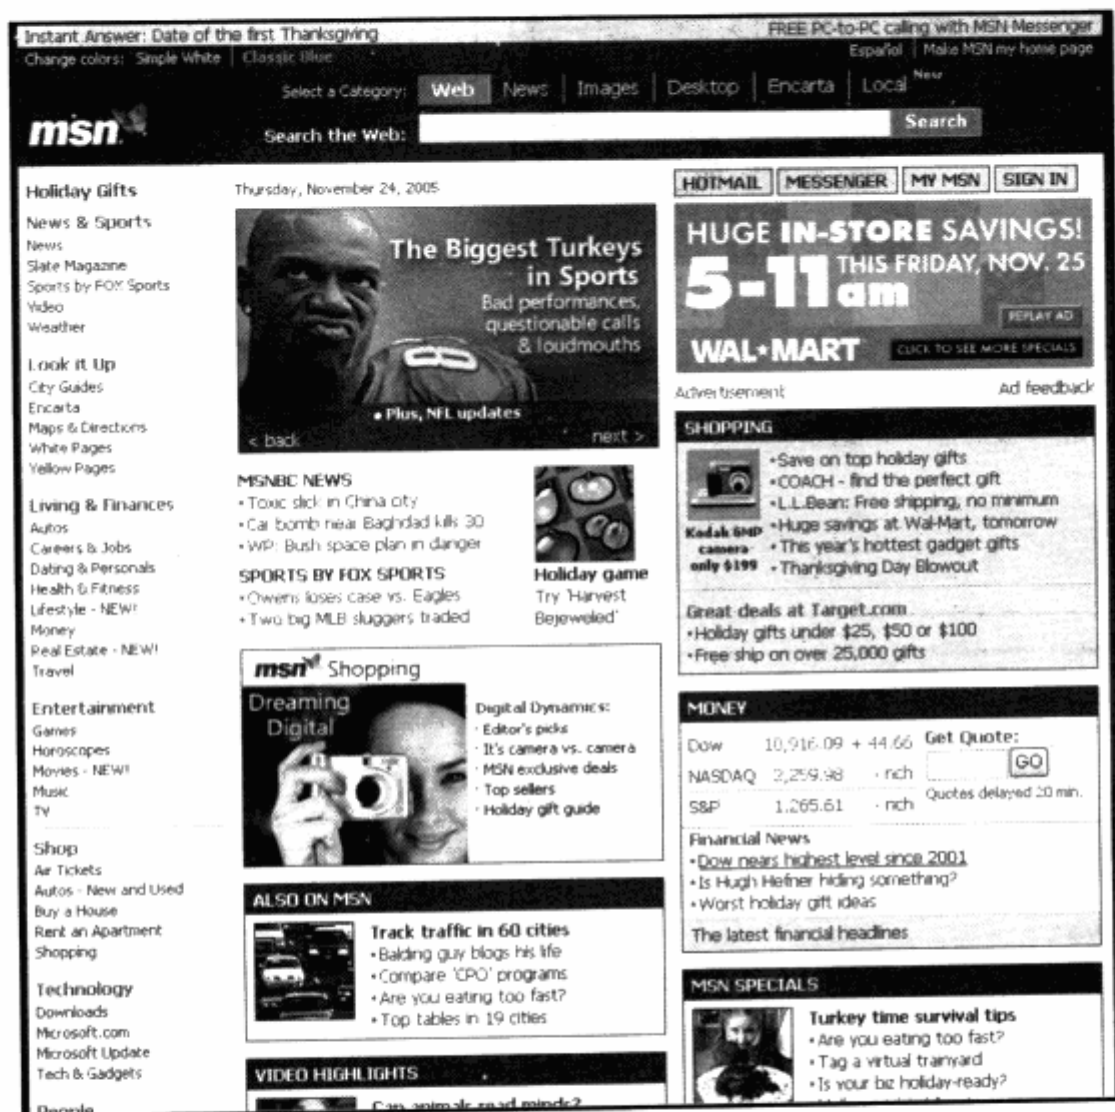 Instant Answer: Date of the first Thanksgiving
FREE PC-to-PC calling with MSN Messenger
Change colors: Simple White | Classic Blue
Español | Make MSN my home page
Select a Category: Web News | Images | Desktop | Encarta | Local New
msn
Search the Web: Search
Holiday Gifts
News & Sports
News
Slate Magazine
Sports by FOX Sports
Video
Weather
Look it Up
City Guides
Encarta
Maps & Directions
White Pages
Yellow Pages
Living & Finances
Autos
Careers & Jobs
Dating & Personals
Health & Fitness
Lifestyle - NEW!
Money
Real Estate - NEW!
Travel
Entertainment
Games
Horoscopes
Movies - NEW!
Music
TV
Shop
Air Tickets
Autos - New and Used
Buy a House
Rent an Apartment
Shopping
Technology
Downloads
Microsoft.com
Microsoft Update
Tech & Gadgets
People
Thursday, November 24, 2005
The Biggest Turkeys
in Sports
Bad performances,
questionable calls
& loudmouths
• Plus, NFL updates
< back next >
MSNBC NEWS
• Toxic slick in China city
• Car bomb near Baghdad kills 30
• WP: Bush space plan in danger
SPORTS BY FOX SPORTS
• Owens loses case vs. Eagles
• Two big MLB sluggers traded
Holiday game
Try 'Harvest
Bejeweled'
msn Shopping
Dreaming
Digital
Digital Dynamics:
· Editor's picks
· It's camera vs. camera
· MSN exclusive deals
· Top sellers
· Holiday gift guide
ALSO ON MSN
Track traffic in 60 cities
• Balding guy blogs his life
• Compare 'CPO' programs
• Are you eating too fast?
• Top tables in 19 cities
VIDEO HIGHLIGHTS
Can animals read minds?
HOTMAIL MESSENGER MY MSN SIGN IN
HUGE IN-STORE SAVINGS!
5-11 am THIS FRIDAY, NOV. 25
REPLAY AD
WAL★MART CLICK TO SEE MORE SPECIALS
Advertisement Ad feedback
SHOPPING
Kodak 6MP
camera
only $199
• Save on top holiday gifts
• COACH - find the perfect gift
• L.L.Bean: Free shipping, no minimum
• Huge savings at Wal-Mart, tomorrow
• This year's hottest gadget gifts
• Thanksgiving Day Blowout
Great deals at Target.com
• Holiday gifts under $25, $50 or $100
• Free ship on over 25,000 gifts
MONEY
Dow 10,916.09 + 44.66
NASDAQ 2,259.98
S&P 1,265.61
Get Quote:
GO
Quotes delayed 20 min.
Financial News
• Dow nears highest level since 2001
• Is Hugh Hefner hiding something?
• Worst holiday gift ideas
The latest financial headlines
MSN SPECIALS
Turkey time survival tips
• Are you eating too fast?
• Tag a virtual trainyard
• Is your biz holiday-ready?